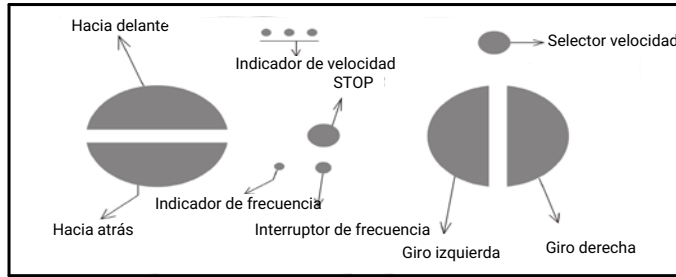 Hacia delante
Selector velocidad
Indicador de velocidad
STOP
Indicador de frecuencia
Interruptor de frecuencia
Hacia atrás
Giro izquierda
Giro derecha